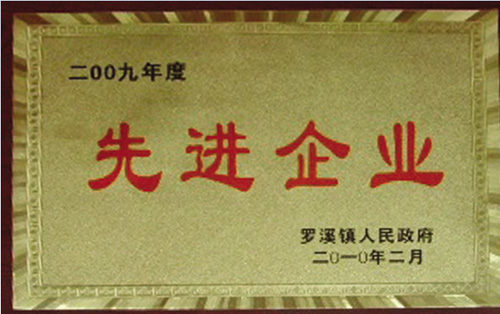 二00九年度
先进企业
罗溪镇人民政府
二0一0年二月